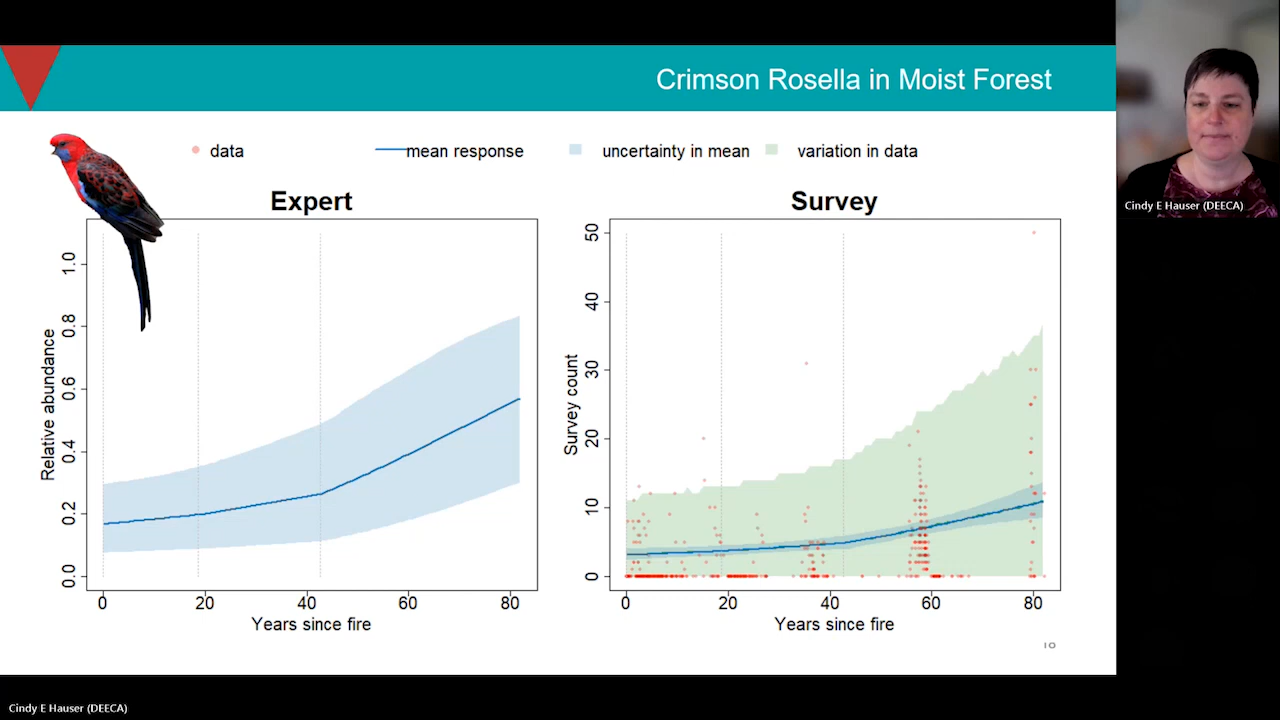 Crimson Rosella in Moist Forest
data
mean response
uncertainty in mean
variation in data
Expert
Survey
Relative abundance
0.0
0.2
0.4
0.6
0.8
1.0
0
20
40
60
80
Years since fire
Survey count
0
10
20
30
40
50
0
20
40
60
80
Years since fire
Cindy E Hauser (DEECA)
Cindy E Hauser (DEECA)